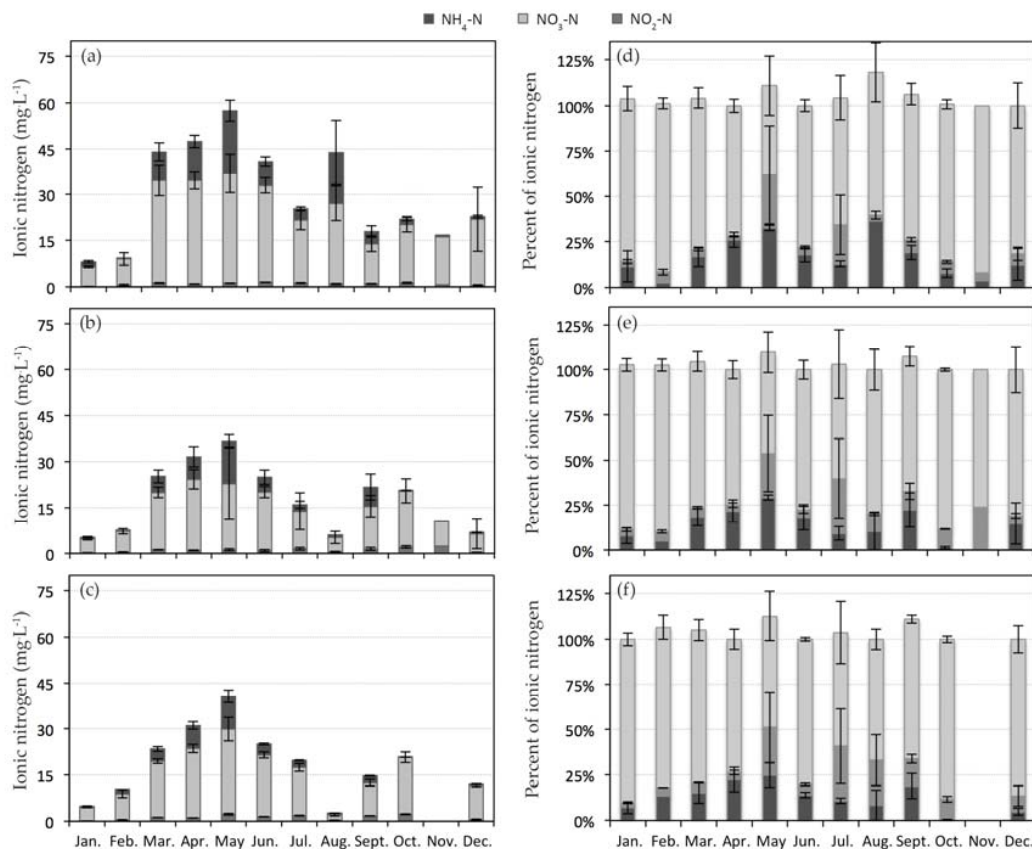 NH₄-N NO₃-N NO₂-N
(a)
Ionic nitrogen (mg·L⁻¹)
75
60
45
30
15
0
(d)
Percent of ionic nitrogen
125%
100%
75%
50%
25%
0%
(b)
Ionic nitrogen (mg·L⁻¹)
75
60
45
30
15
0
(e)
Percent of ionic nitrogen
125%
100%
75%
50%
25%
0%
(c)
Ionic nitrogen (mg·L⁻¹)
75
60
45
30
15
0
Jan. Feb. Mar. Apr. May Jun. Jul. Aug. Sept. Oct. Nov. Dec.
(f)
Percent of ionic nitrogen
125%
100%
75%
50%
25%
0%
Jan. Feb. Mar. Apr. May Jun. Jul. Aug. Sept. Oct. Nov. Dec.